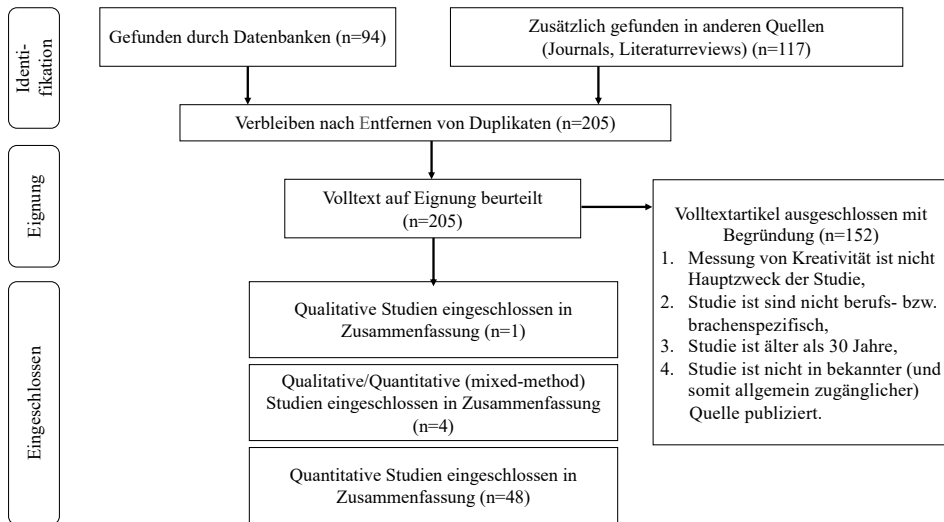 Identi-
fikation
Gefunden durch Datenbanken (n=94)
Zusätzlich gefunden in anderen Quellen
(Journals, Literaturreviews) n=117)
Verbleiben nach Entfernen von Duplikaten (n=205)
Eignung
Volltext auf Eignung beurteilt
(n=205)
Volltextartikel ausgeschlossen mit
Begründung (n=152)
1. Messung von Kreativität ist nicht
Hauptzweck der Studie,
2. Studie ist sind nicht berufs- bzw.
brachenspezifisch,
3. Studie ist älter als 30 Jahre,
4. Studie ist nicht in bekannter (und
somit allgemein zugänglicher)
Quelle publiziert.
Eingeschlossen
Qualitative Studien eingeschlossen in
Zusammenfassung (n=1)
Qualitative/Quantitative (mixed-method)
Studien eingeschlossen in Zusammenfassung
(n=4)
Quantitative Studien eingeschlossen in
Zusammenfassung (n=48)